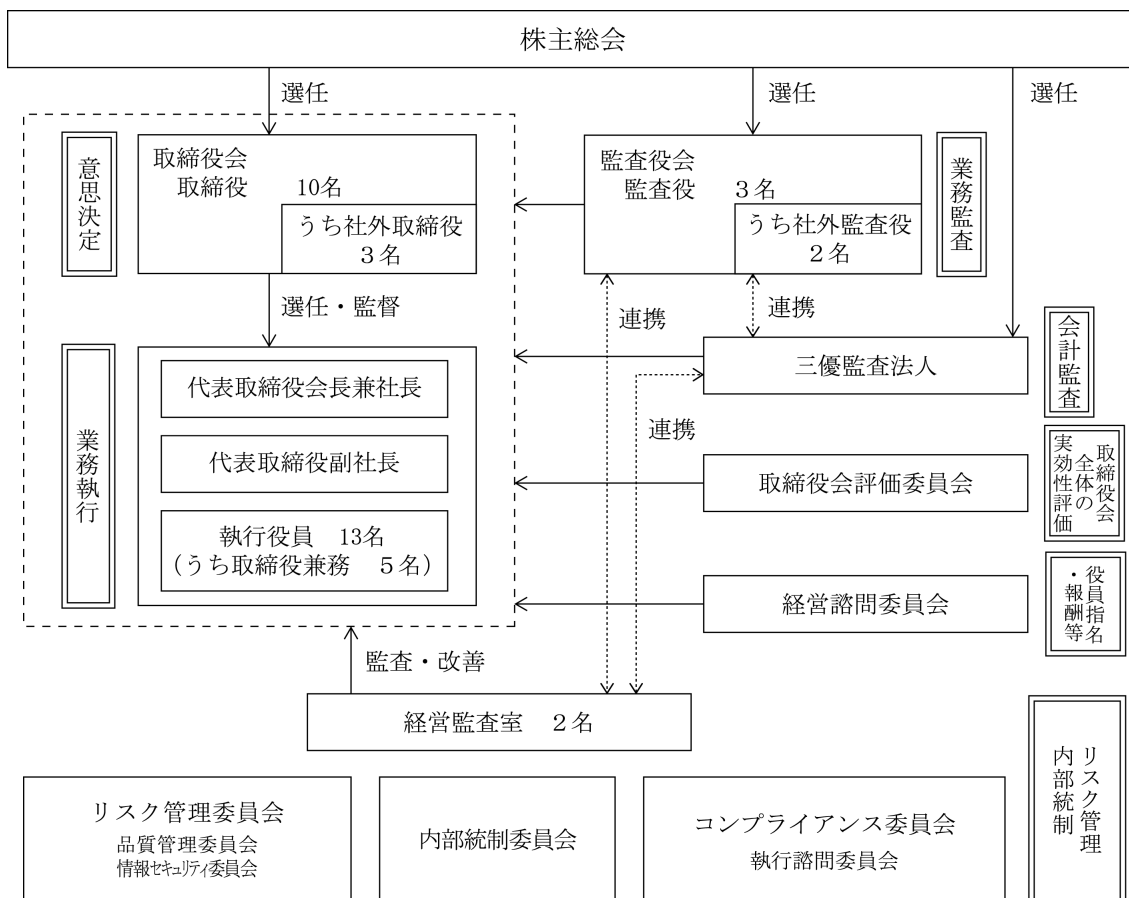 株主総会
選任
選任
選任
意思決定
取締役会
取締役 10名
うち社外取締役
3名
監査役会
監査役 3名
うち社外監査役
2名
業務監査
選任・監督
連携
連携
会計監査
三優監査法人
業務執行
代表取締役会長兼社長
代表取締役副社長
執行役員 13名
(うち取締役兼務 5名)
連携
取締役会評価委員会
取締役会
全体の
実効性評価
経営諮問委員会
役員指名
・報酬等
監査・改善
経営監査室 2名
リスク管理
内部統制
リスク管理委員会
品質管理委員会
情報セキュリティ委員会
内部統制委員会
コンプライアンス委員会
執行諮問委員会